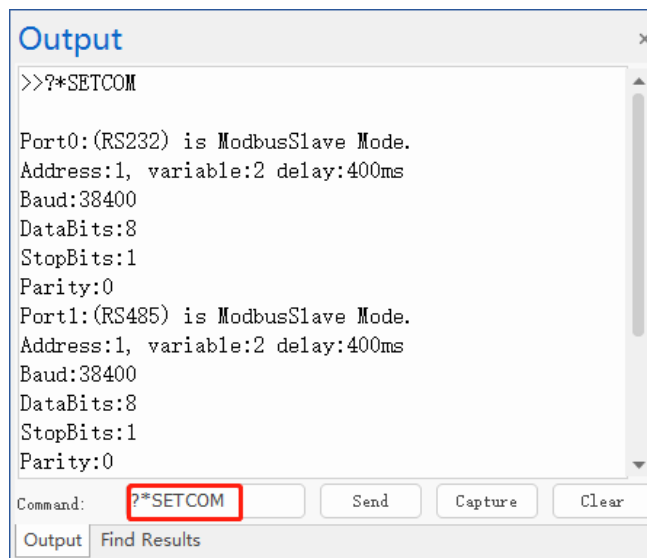 Output
>>?*SETCOM
Port0:(RS232) is ModbusSlave Mode.
Address:1, variable:2 delay:400ms
Baud:38400
DataBits:8
StopBits:1
Parity:0
Port1:(RS485) is ModbusSlave Mode.
Address:1, variable:2 delay:400ms
Baud:38400
DataBits:8
StopBits:1
Parity:0
Command: ?*SETCOM Send Capture Clear
Output Find Results